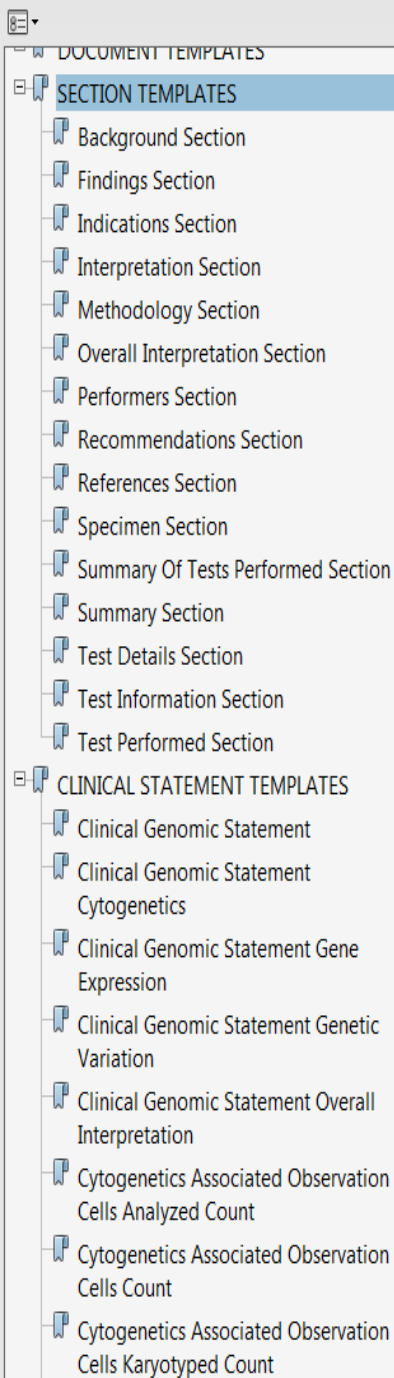 DOCUMENT TEMPLATES
SECTION TEMPLATES
Background Section
Findings Section
Indications Section
Interpretation Section
Methodology Section
Overall Interpretation Section
Performers Section
Recommendations Section
References Section
Specimen Section
Summary Of Tests Performed Section
Summary Section
Test Details Section
Test Information Section
Test Performed Section
CLINICAL STATEMENT TEMPLATES
Clinical Genomic Statement
Clinical Genomic Statement
Cytogenetics
Clinical Genomic Statement Gene
Expression
Clinical Genomic Statement Genetic
Variation
Clinical Genomic Statement Overall
Interpretation
Cytogenetics Associated Observation
Cells Analyzed Count
Cytogenetics Associated Observation
Cells Count
Cytogenetics Associated Observation
Cells Karyotyped Count